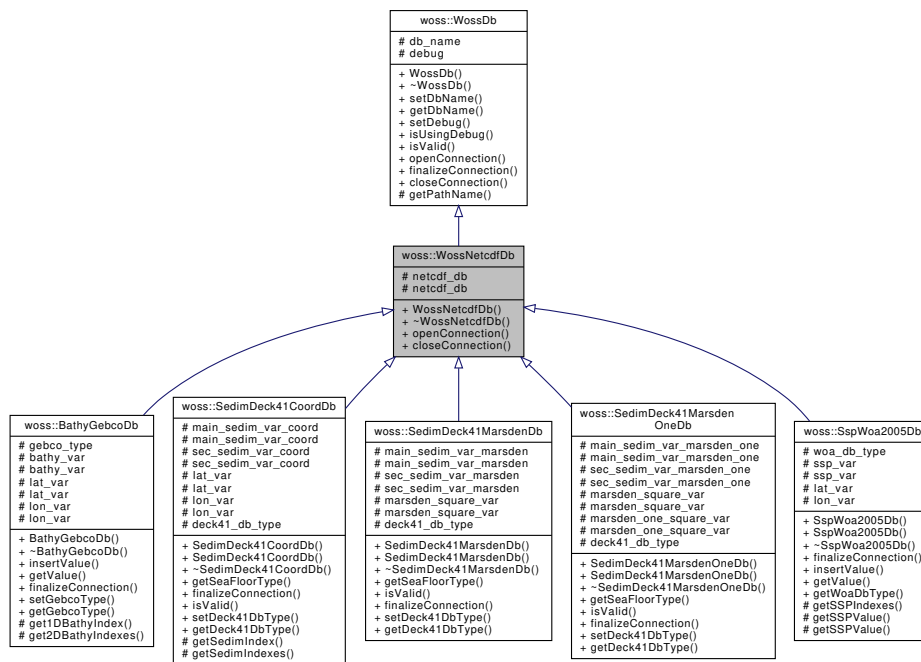 woss::WossDb
# db_name
# debug
+ WossDb()
+ ~WossDb()
+ setDbName()
+ getDbName()
+ setDebug()
+ isUsingDebug()
+ isValid()
+ openConnection()
+ finalizeConnection()
+ closeConnection()
# getPathName()
woss::WossNetcdfDb
# netcdf_db
# netcdf_db
+ WossNetcdfDb()
+ ~WossNetcdfDb()
+ openConnection()
+ closeConnection()
woss::BathyGebcoDb
# gebco_type
# bathy_var
# bathy_var
# lat_var
# lat_var
# lon_var
# lon_var
+ BathyGebcoDb()
+ ~BathyGebcoDb()
+ insertValue()
+ getValue()
+ finalizeConnection()
+ setGebcoType()
+ getGebcoType()
# get1DBathyIndex()
# get2DBathyIndexes()
woss::SedimDeck41CoordDb
# main_sedim_var_coord
# main_sedim_var_coord
# sec_sedim_var_coord
# sec_sedim_var_coord
# lat_var
# lat_var
# lon_var
# lon_var
# deck41_db_type
+ SedimDeck41CoordDb()
+ SedimDeck41CoordDb()
+ ~SedimDeck41CoordDb()
+ getSeaFloorType()
+ finalizeConnection()
+ isValid()
+ setDeck41DbType()
+ getDeck41DbType()
# getSedimIndex()
# getSedimIndexes()
woss::SedimDeck41MarsdenDb
# main_sedim_var_marsden
# main_sedim_var_marsden
# sec_sedim_var_marsden
# sec_sedim_var_marsden
# marsden_square_var
# marsden_square_var
# deck41_db_type
+ SedimDeck41MarsdenDb()
+ SedimDeck41MarsdenDb()
+ ~SedimDeck41MarsdenDb()
+ getSeaFloorType()
+ isValid()
+ finalizeConnection()
+ setDeck41DbType()
+ getDeck41DbType()
woss::SedimDeck41Marsden
OneDb
# main_sedim_var_marsden_one
# main_sedim_var_marsden_one
# sec_sedim_var_marsden_one
# sec_sedim_var_marsden_one
# marsden_square_var
# marsden_square_var
# marsden_one_square_var
# marsden_one_square_var
# deck41_db_type
+ SedimDeck41MarsdenOneDb()
+ SedimDeck41MarsdenOneDb()
+ ~SedimDeck41MarsdenOneDb()
+ getSeaFloorType()
+ isValid()
+ finalizeConnection()
+ setDeck41DbType()
+ getDeck41DbType()
woss::SspWoa2005Db
# woa_db_type
# ssp_var
# ssp_var
# lat_var
# lon_var
+ SspWoa2005Db()
+ SspWoa2005Db()
+ ~SspWoa2005Db()
+ finalizeConnection()
+ insertValue()
+ getValue()
+ getWoaDbType()
# getSSPIndexes()
# getSSPValue()
# getSSPValue()